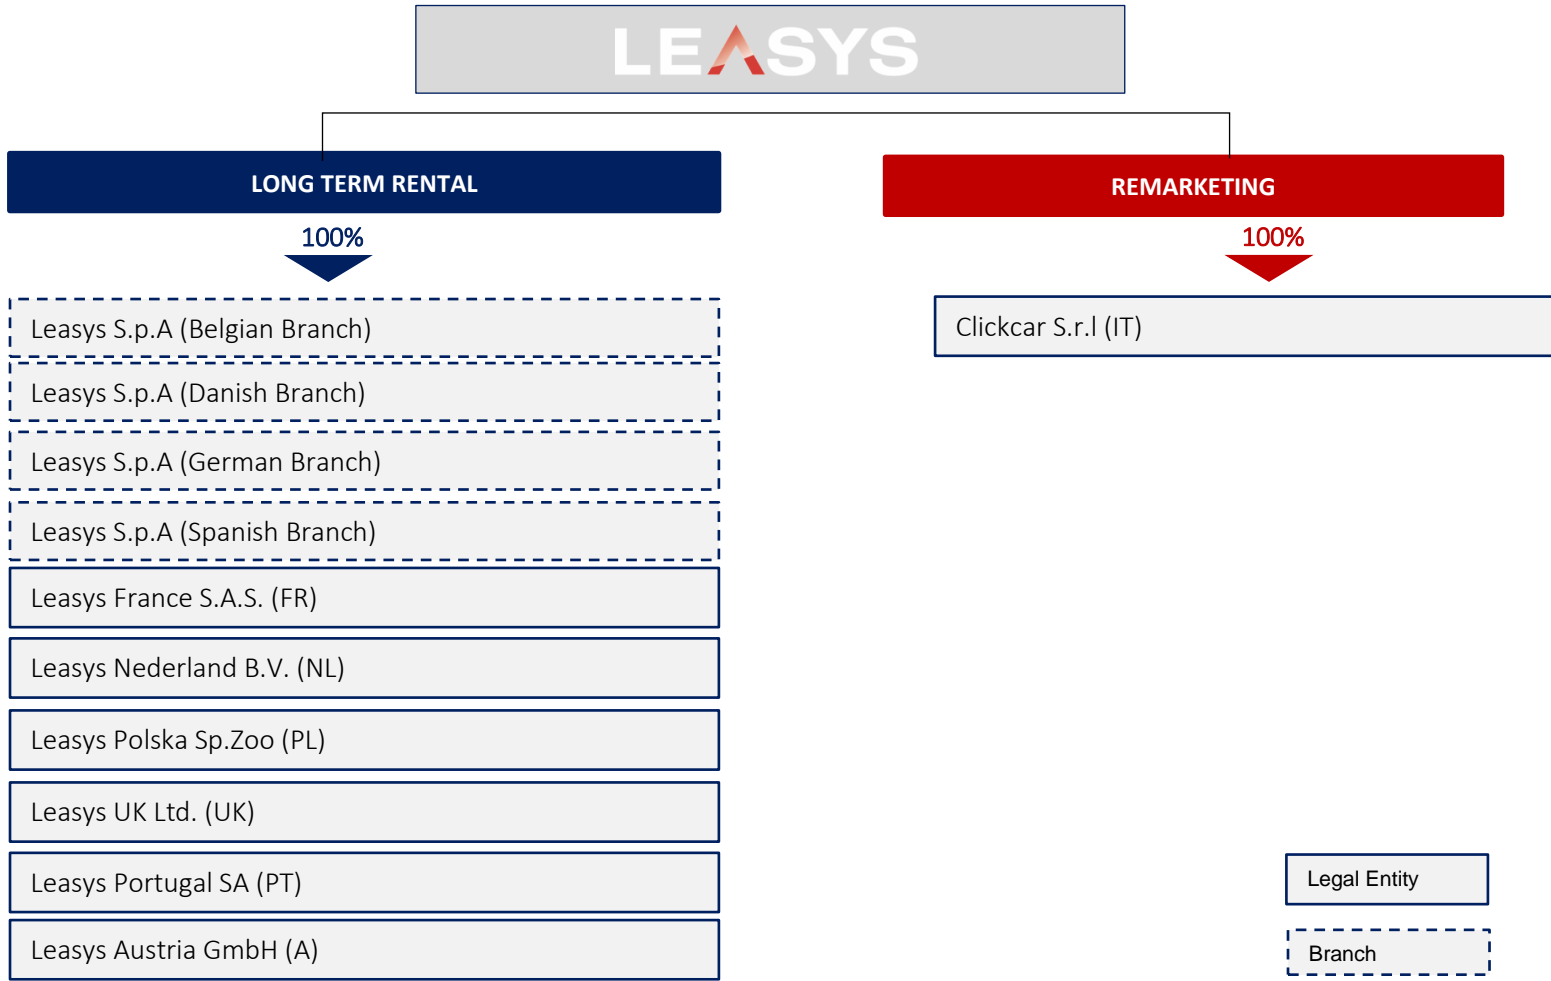 LEASYS
LONG TERM RENTAL
100%
Leasys S.p.A (Belgian Branch)
Leasys S.p.A (Danish Branch)
Leasys S.p.A (German Branch)
Leasys S.p.A (Spanish Branch)
Leasys France S.A.S. (FR)
Leasys Nederland B.V. (NL)
Leasys Polska Sp.Zoo (PL)
Leasys UK Ltd. (UK)
Leasys Portugal SA (PT)
Leasys Austria GmbH (A)
REMARKETING
100%
Clickcar S.r.l (IT)
Legal Entity
Branch